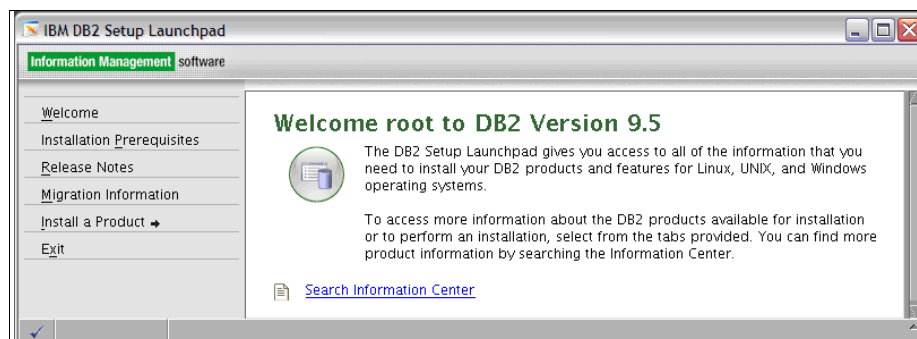 IBM DB2 Setup Launchpad
Information Management software
Welcome
Installation Prerequisites
Release Notes
Migration Information
Install a Product
Exit
Welcome root to DB2 Version 9.5
The DB2 Setup Launchpad gives you access to all of the information that you
need to install your DB2 products and features for Linux, UNIX, and Windows
operating systems.
To access more information about the DB2 products available for installation
or to perform an installation, select from the tabs provided. You can find more
product information by searching the Information Center.
Search Information Center